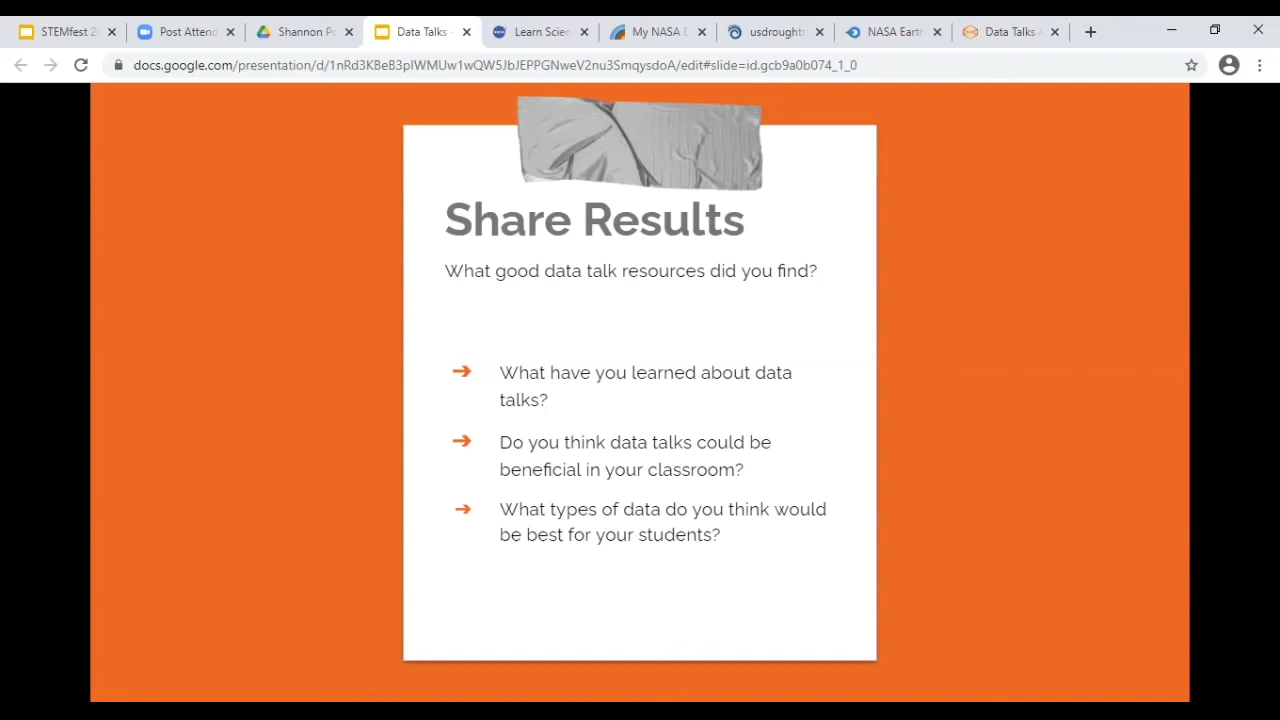 STEMfest 2
Post Attend
Shannon Po
Data Talks -
Learn Scien
My NASA D
usdroughtm
NASA Earth
Data Talks /
docs.google.com/presentation/d/1nRd3KBeB3pIWMUw1wQW5JbJEPPGNweV2nu3SmqysdoA/edit#slide=id.gcb9a0b074_1_0
Share Results
What good data talk resources did you find?
➔ What have you learned about data
talks?
➔ Do you think data talks could be
beneficial in your classroom?
➔ What types of data do you think would
be best for your students?